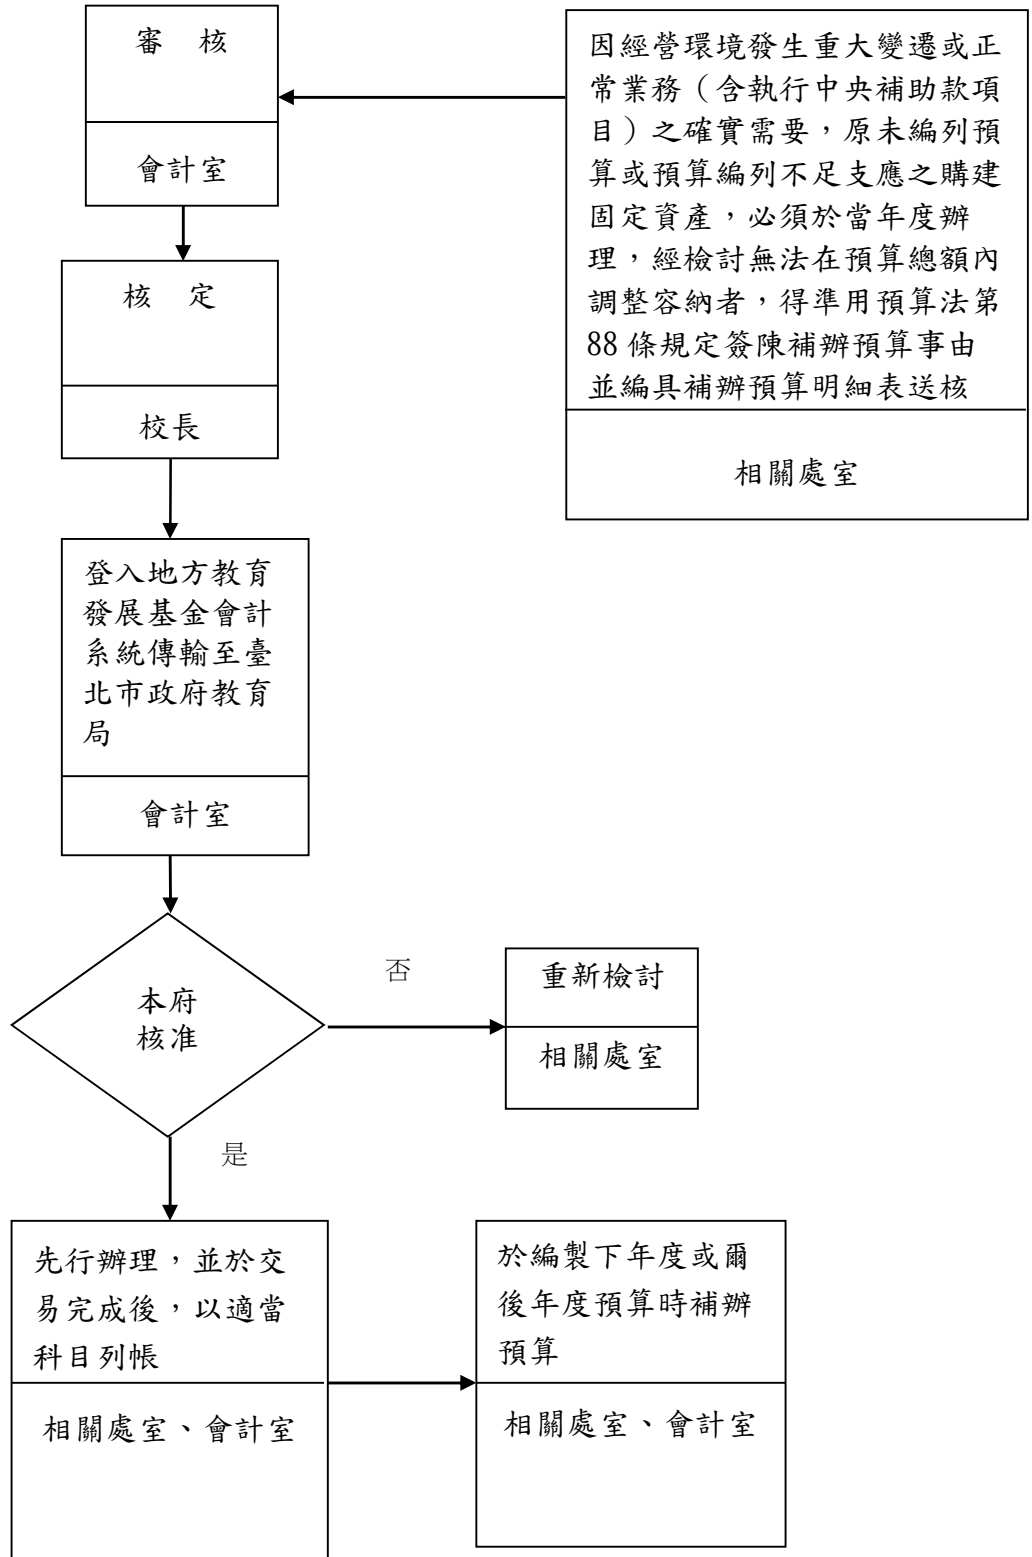 審　核
會計室
因經營環境發生重大變遷或正
常業務（含執行中央補助款項
目）之確實需要，原未編列預
算或預算編列不足支應之購建
固定資產，必須於當年度辦
理，經檢討無法在預算總額內
調整容納者，得準用預算法第
88 條規定簽陳補辦預算事由
並編具補辦預算明細表送核
相關處室
核　定
校長
登入地方教育
發展基金會計
系統傳輸至臺
北市政府教育
局
會計室
本府
核准
否
重新檢討
相關處室
是
先行辦理，並於交
易完成後，以適當
科目列帳
相關處室、會計室
於編製下年度或爾
後年度預算時補辦
預算
相關處室、會計室